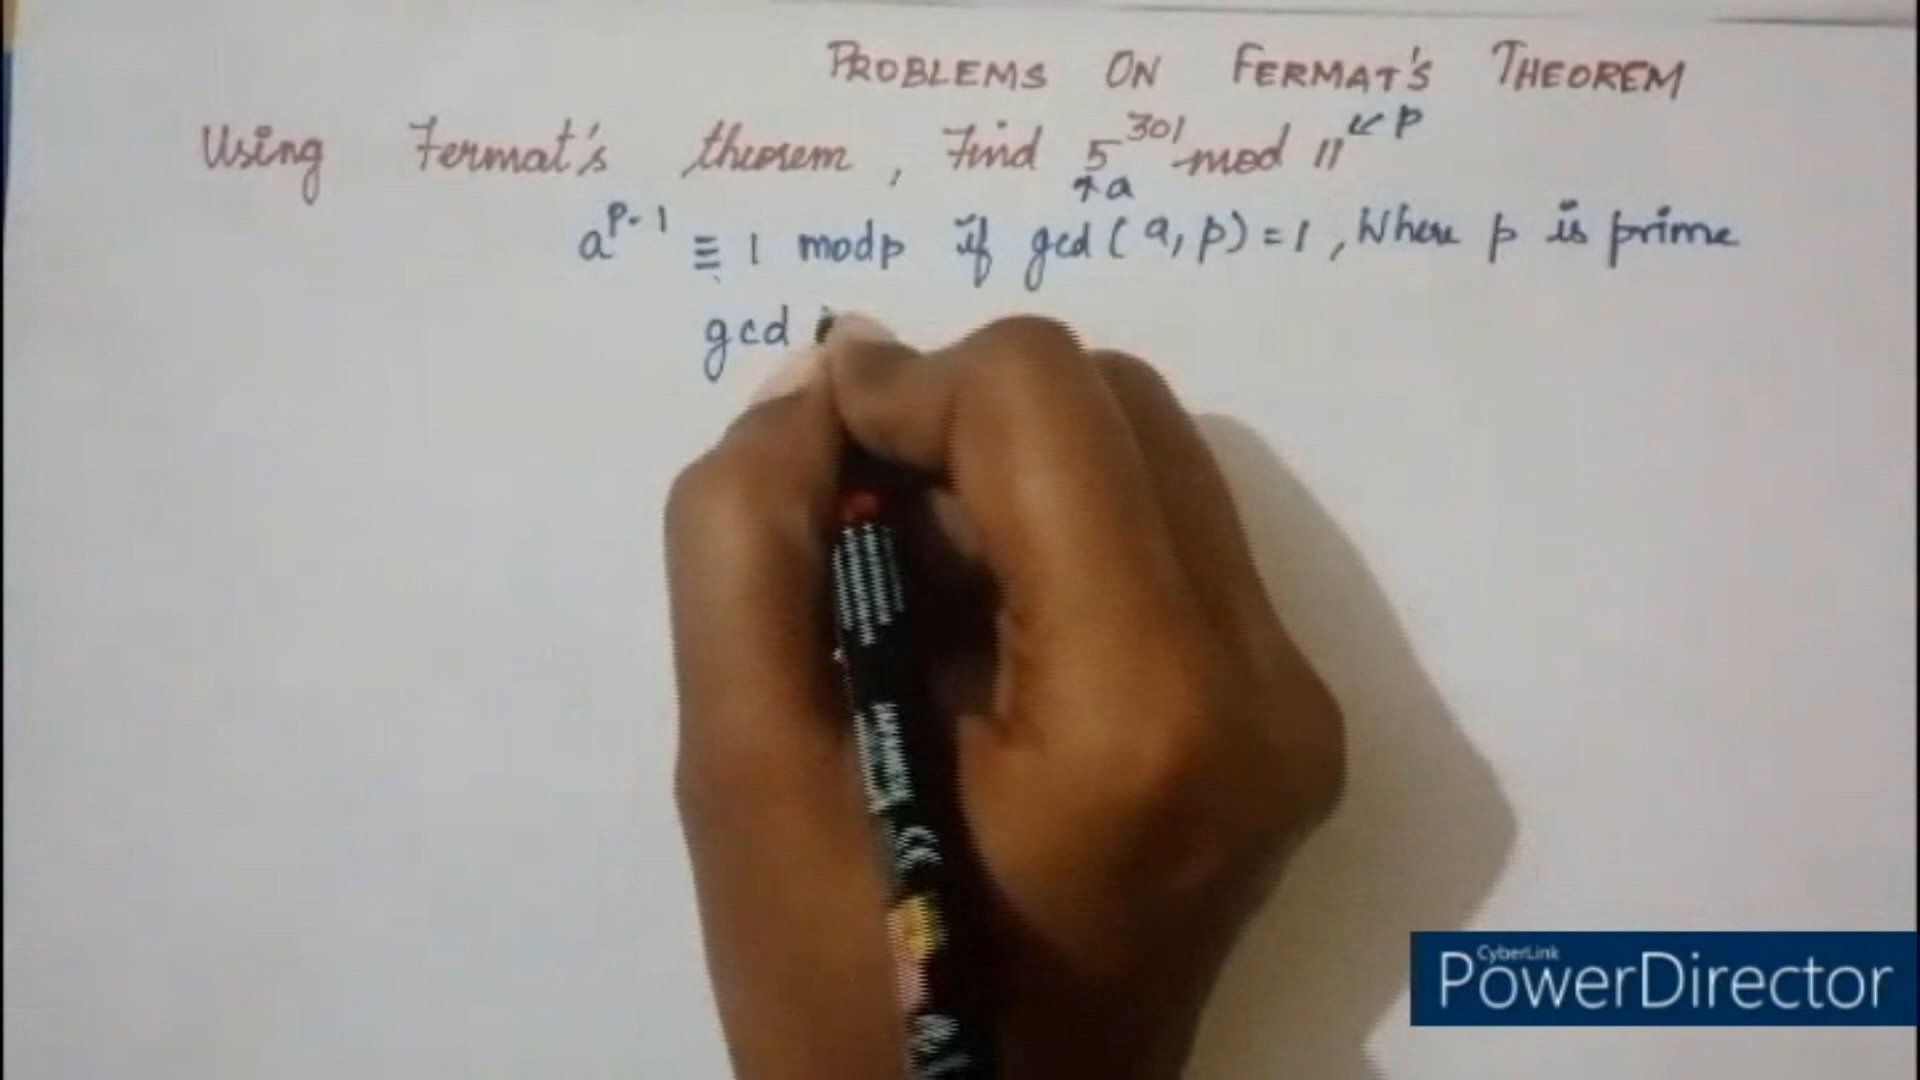 PROBLEMS ON FERMAT'S THEOREM
Using Fermat's theorem, Find 5^301 mod 11 ↙ p
↑a
a^p-1 ≡ 1 mod p if gcd (a, p) = 1, Where p is prime
gcd
CyberLink
PowerDirector